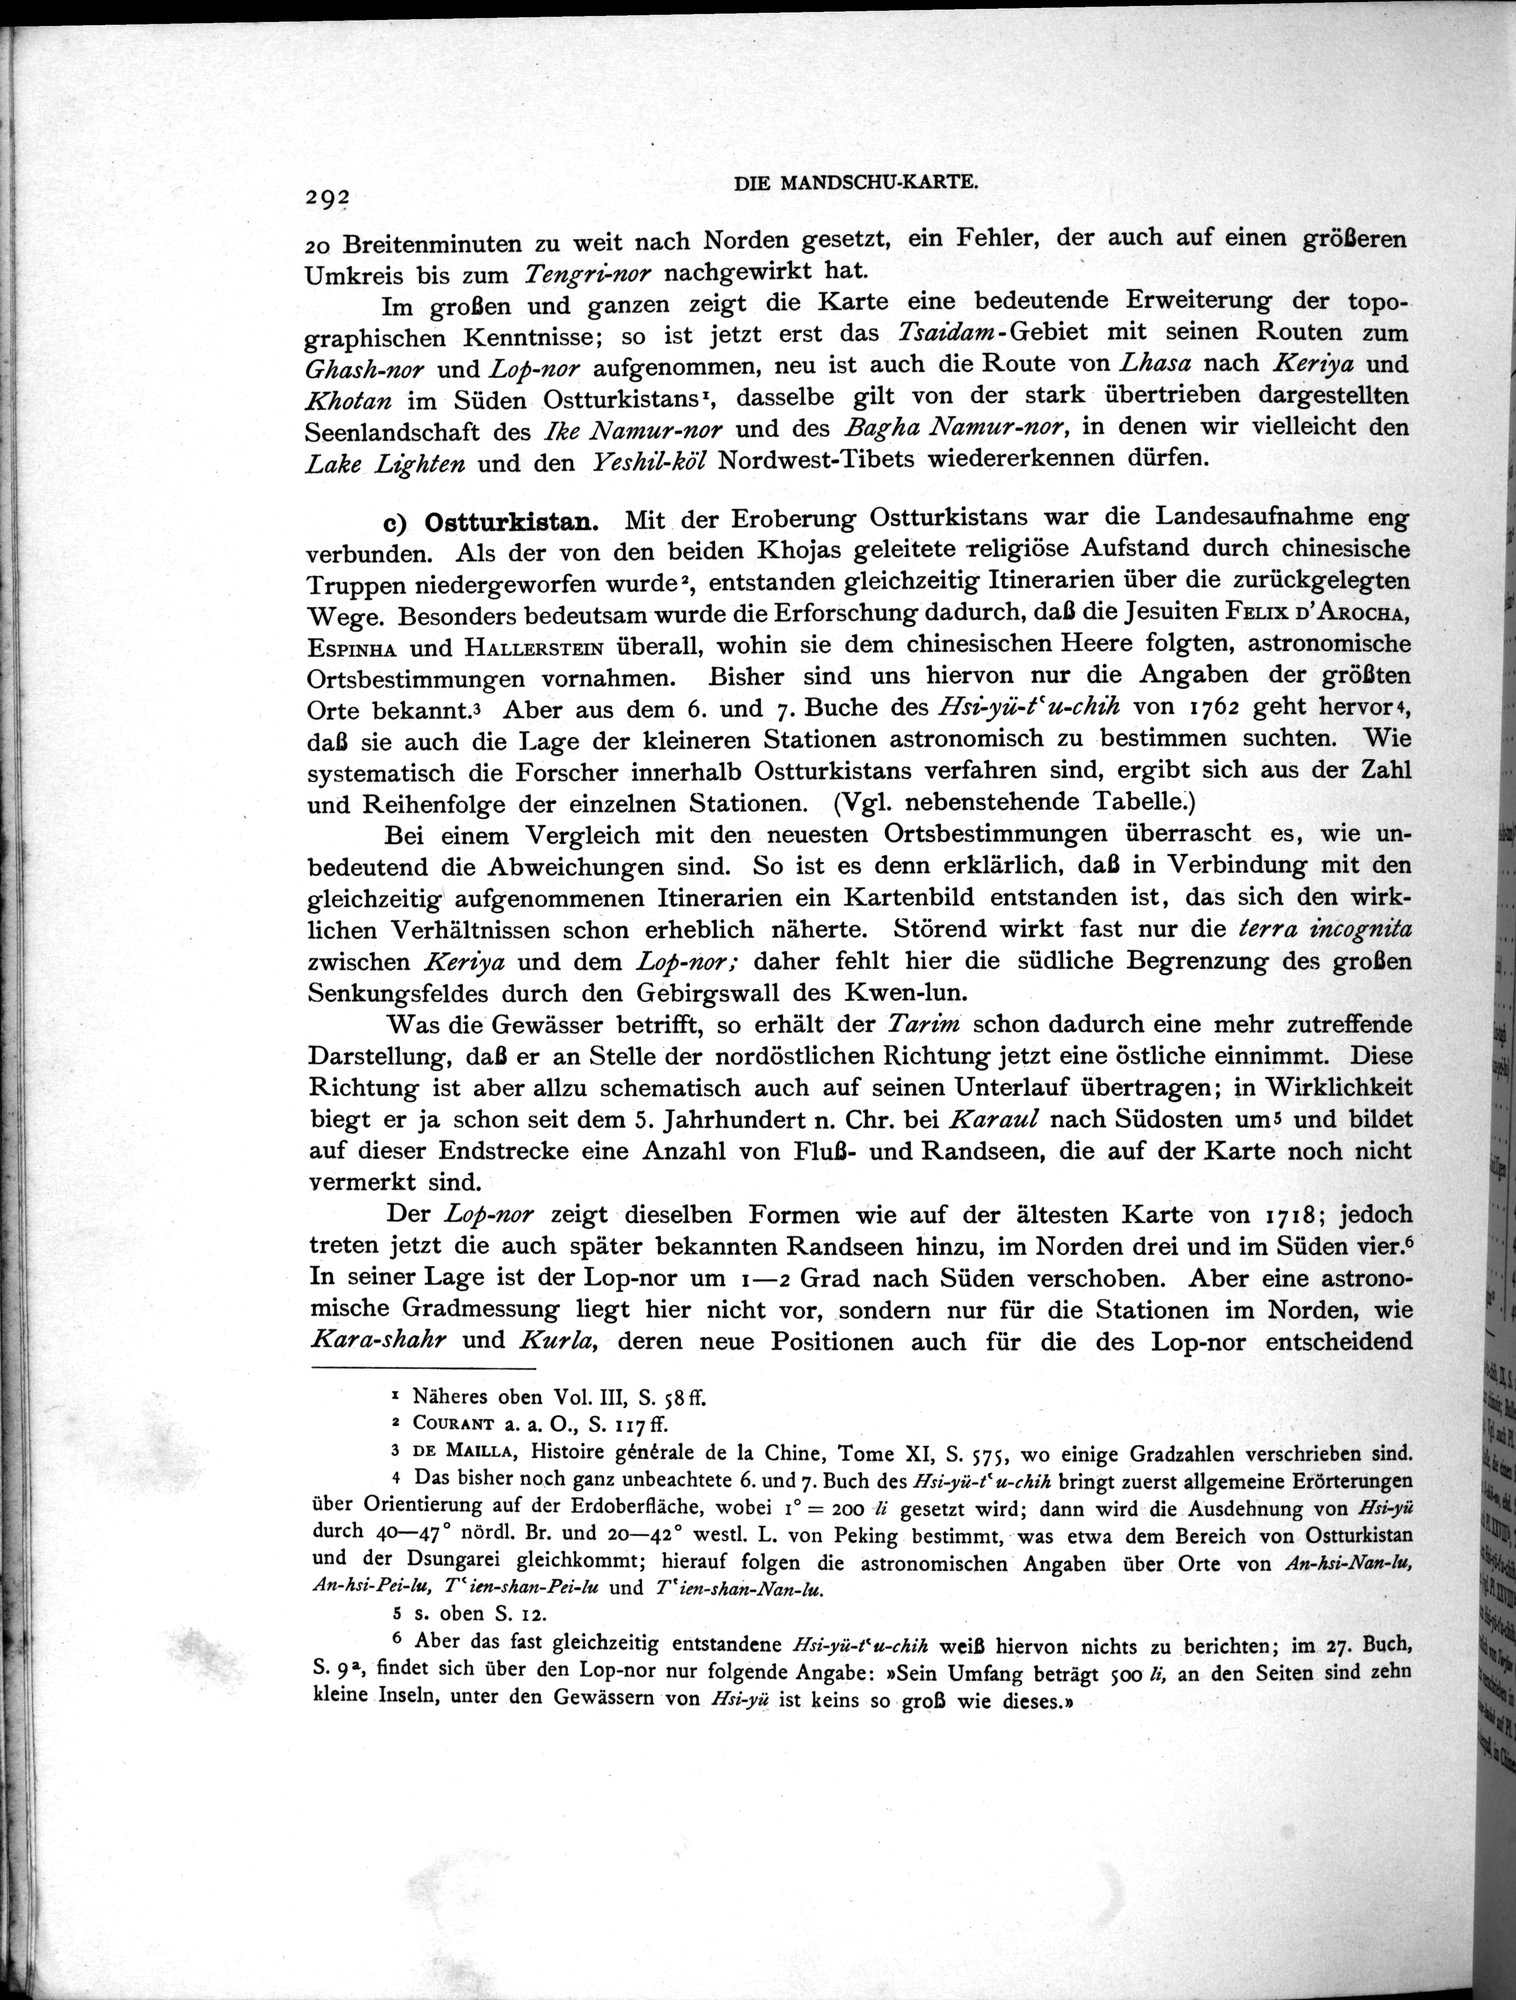 292
DIE MANDSCHU-KARTE.
20 Breitenminuten zu weit nach Norden gesetzt, ein Fehler, der auch auf einen größeren
Umkreis bis zum Tengri-nor nachgewirkt hat.
Im großen und ganzen zeigt die Karte eine bedeutende Erweiterung der topo-
graphischen Kenntnisse; so ist jetzt erst das Tsaidam-Gebiet mit seinen Routen zum
Ghash-nor und Lop-nor aufgenommen, neu ist auch die Route von Lhasa nach Keriya und
Khotan im Süden Ostturkistans¹, dasselbe gilt von der stark übertrieben dargestellten
Seenlandschaft des Ike Namur-nor und des Bagha Namur-nor, in denen wir vielleicht den
Lake Lighten und den Yeshil-köl Nordwest-Tibets wiedererkennen dürfen.
c) Ostturkistan. Mit der Eroberung Ostturkistans war die Landesaufnahme eng
verbunden. Als der von den beiden Khojas geleitete religiöse Aufstand durch chinesische
Truppen niedergeworfen wurde², entstanden gleichzeitig Itinerarien über die zurückgelegten
Wege. Besonders bedeutsam wurde die Erforschung dadurch, daß die Jesuiten FELIX D'AROCHA,
ESPINHA und HALLERSTEIN überall, wohin sie dem chinesischen Heere folgten, astronomische
Ortsbestimmungen vornahmen. Bisher sind uns hiervon nur die Angaben der größten
Orte bekannt.³ Aber aus dem 6. und 7. Buche des Hsi-yü-tʿu-chih von 1762 geht hervor⁴,
daß sie auch die Lage der kleineren Stationen astronomisch zu bestimmen suchten. Wie
systematisch die Forscher innerhalb Ostturkistans verfahren sind, ergibt sich aus der Zahl
und Reihenfolge der einzelnen Stationen. (Vgl. nebenstehende Tabelle.)
Bei einem Vergleich mit den neuesten Ortsbestimmungen überrascht es, wie un-
bedeutend die Abweichungen sind. So ist es denn erklärlich, daß in Verbindung mit den
gleichzeitig aufgenommenen Itinerarien ein Kartenbild entstanden ist, das sich den wirk-
lichen Verhältnissen schon erheblich näherte. Störend wirkt fast nur die terra incognita
zwischen Keriya und dem Lop-nor; daher fehlt hier die südliche Begrenzung des großen
Senkungsfeldes durch den Gebirgswall des Kwen-lun.
Was die Gewässer betrifft, so erhält der Tarim schon dadurch eine mehr zutreffende
Darstellung, daß er an Stelle der nordöstlichen Richtung jetzt eine östliche einnimmt. Diese
Richtung ist aber allzu schematisch auch auf seinen Unterlauf übertragen; in Wirklichkeit
biegt er ja schon seit dem 5. Jahrhundert n. Chr. bei Karaul nach Südosten um⁵ und bildet
auf dieser Endstrecke eine Anzahl von Fluß- und Randseen, die auf der Karte noch nicht
vermerkt sind.
Der Lop-nor zeigt dieselben Formen wie auf der ältesten Karte von 1718; jedoch
treten jetzt die auch später bekannten Randseen hinzu, im Norden drei und im Süden vier.⁶
In seiner Lage ist der Lop-nor um 1—2 Grad nach Süden verschoben. Aber eine astrono-
mische Gradmessung liegt hier nicht vor, sondern nur für die Stationen im Norden, wie
Kara-shahr und Kurla, deren neue Positionen auch für die des Lop-nor entscheidend
1 Näheres oben Vol. III, S. 58 ff.
2 COURANT a. a. O., S. 117 ff.
3 DE MAILLA, Histoire générale de la Chine, Tome XI, S. 575, wo einige Gradzahlen verschrieben sind.
4 Das bisher noch ganz unbeachtete 6. und 7. Buch des Hsi-yü-tʿu-chih bringt zuerst allgemeine Erörterungen
über Orientierung auf der Erdoberfläche, wobei 1° = 200 li gesetzt wird; dann wird die Ausdehnung von Hsi-yü
durch 40—47° nördl. Br. und 20—42° westl. L. von Peking bestimmt, was etwa dem Bereich von Ostturkistan
und der Dsungarei gleichkommt; hierauf folgen die astronomischen Angaben über Orte von An-hsi-Nan-lu,
An-hsi-Pei-lu, Tʿien-shan-Pei-lu und Tʿien-shan-Nan-lu.
5 s. oben S. 12.
6 Aber das fast gleichzeitig entstandene Hsi-yü-tʿu-chih weiß hiervon nichts zu berichten; im 27. Buch,
S. 9ᵃ, findet sich über den Lop-nor nur folgende Angabe: »Sein Umfang beträgt 500 li, an den Seiten sind zehn
kleine Inseln, unter den Gewässern von Hsi-yü ist keins so groß wie dieses.»